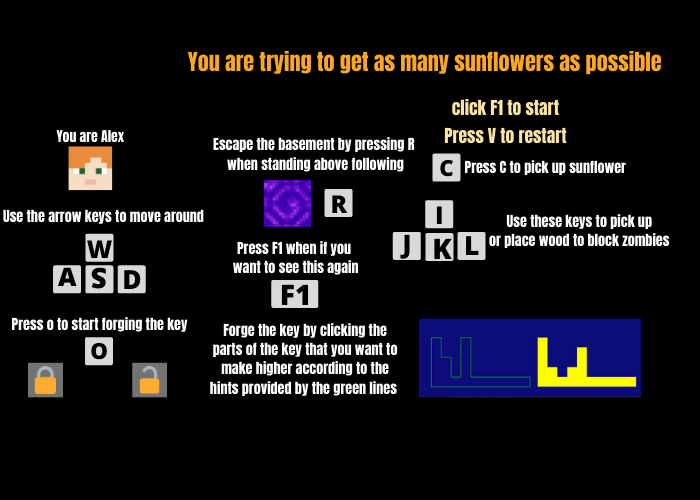 You are trying to get as many sunflowers as possible
click F1 to start
Press V to restart
C
Press C to pick up sunflower
You are Alex
Use the arrow keys to move around
W
A S D
Press o to start forging the key
O
Escape the basement by pressing R
when standing above following
R
Press F1 when if you
want to see this again
F1
Forge the key by clicking the
parts of the key that you want to
make higher according to the
hints provided by the green lines
I
J K L
Use these keys to pick up
or place wood to block zombies